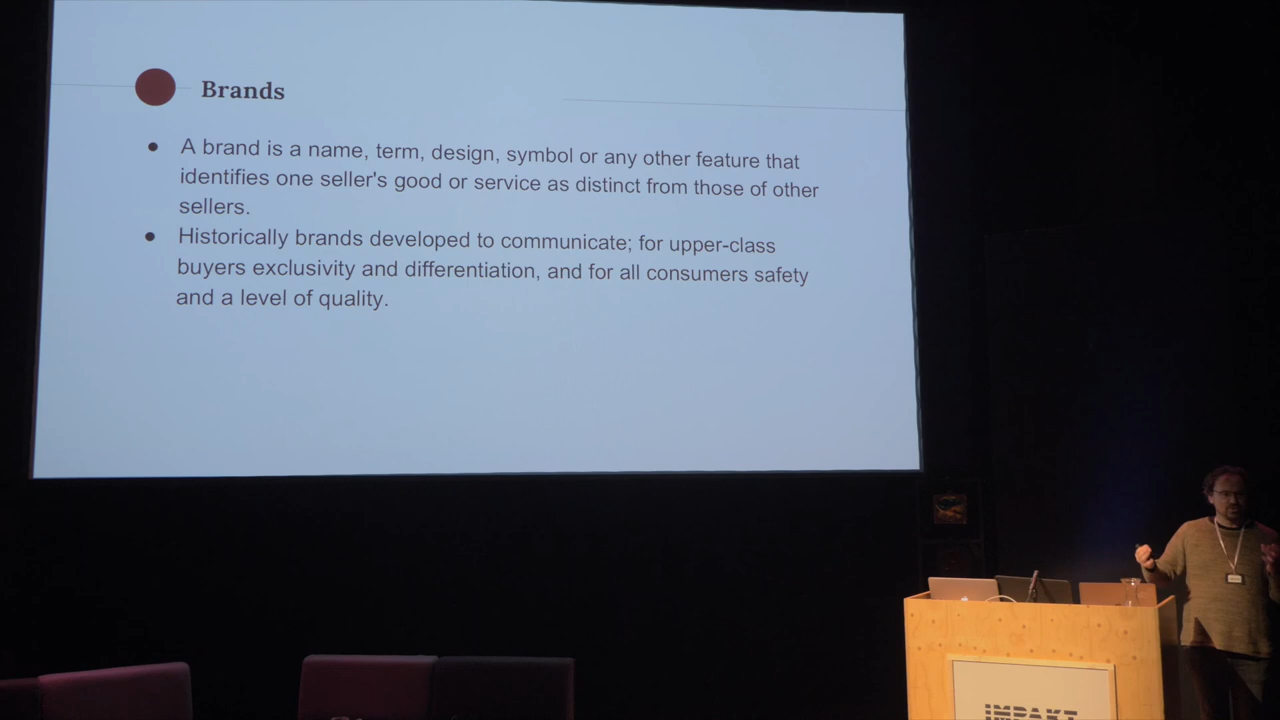 Brands
● A brand is a name, term, design, symbol or any other feature that
identifies one seller's good or service as distinct from those of other
sellers.
● Historically brands developed to communicate; for upper-class
buyers exclusivity and differentiation, and for all consumers safety
and a level of quality.
IMPAKT